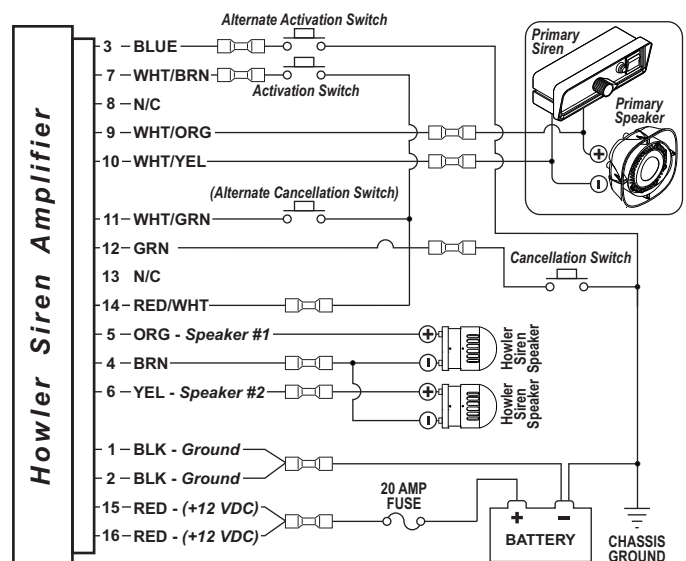 Howler Siren Amplifier
Alternate Activation Switch
3 – BLUE
7 – WHT/BRN
Activation Switch
8 – N/C
9 – WHT/ORG
10 – WHT/YEL
Primary
Siren
Primary
Speaker
+
–
(Alternate Cancellation Switch)
11 – WHT/GRN
12 – GRN
Cancellation Switch
13 N/C
14 – RED/WHT
5 – ORG - Speaker #1
+
4 – BRN
–
Howler
Siren
Speaker
6 – YEL - Speaker #2
+
–
Howler
Siren
Speaker
1 – BLK - Ground
2 – BLK - Ground
15 – RED - (+12 VDC)
16 – RED - (+12 VDC)
20 AMP
FUSE
+ –
BATTERY
CHASSIS
GROUND